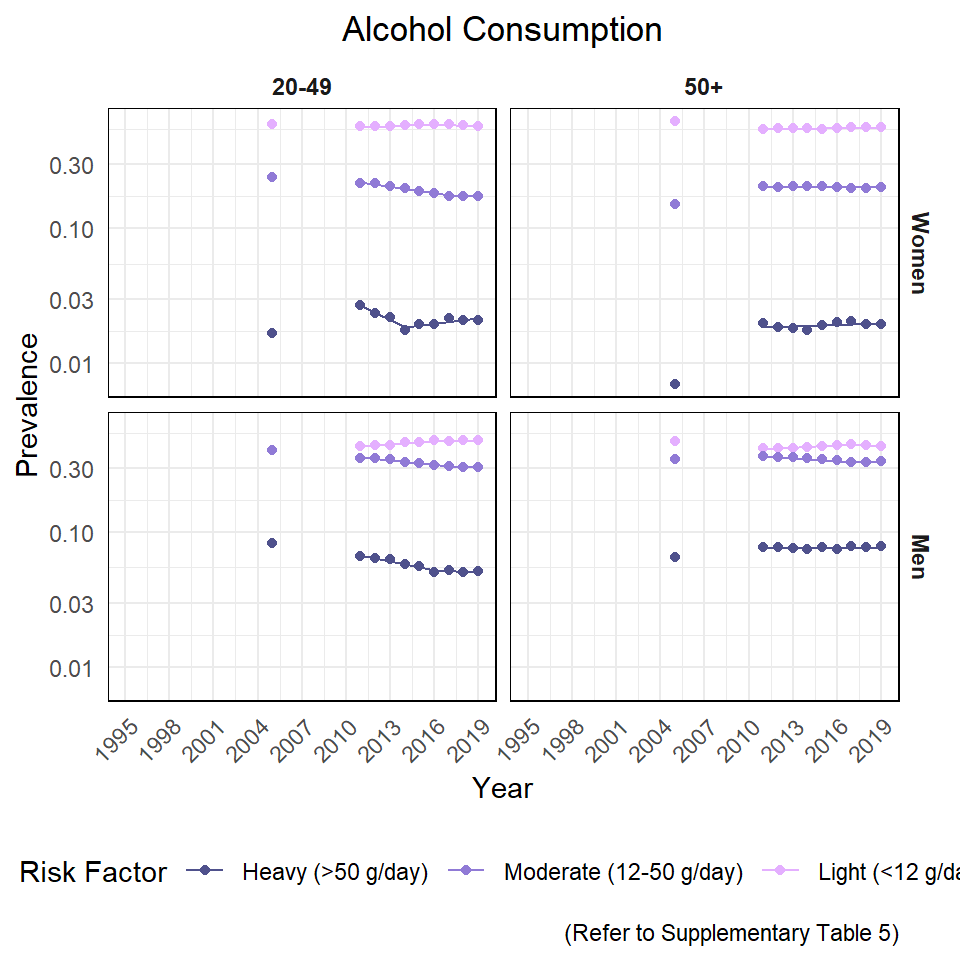 Alcohol Consumption
20-49 50+
0.30
0.10
0.03
0.01
Women
0.30
0.10
0.03
0.01
Men
Prevalence
1995 1998 2001 2004 2007 2010 2013 2016 2019 1995 1998 2001 2004 2007 2010 2013 2016 2019
Year
Risk Factor Heavy (>50 g/day) Moderate (12-50 g/day) Light (<12 g/da
(Refer to Supplementary Table 5)